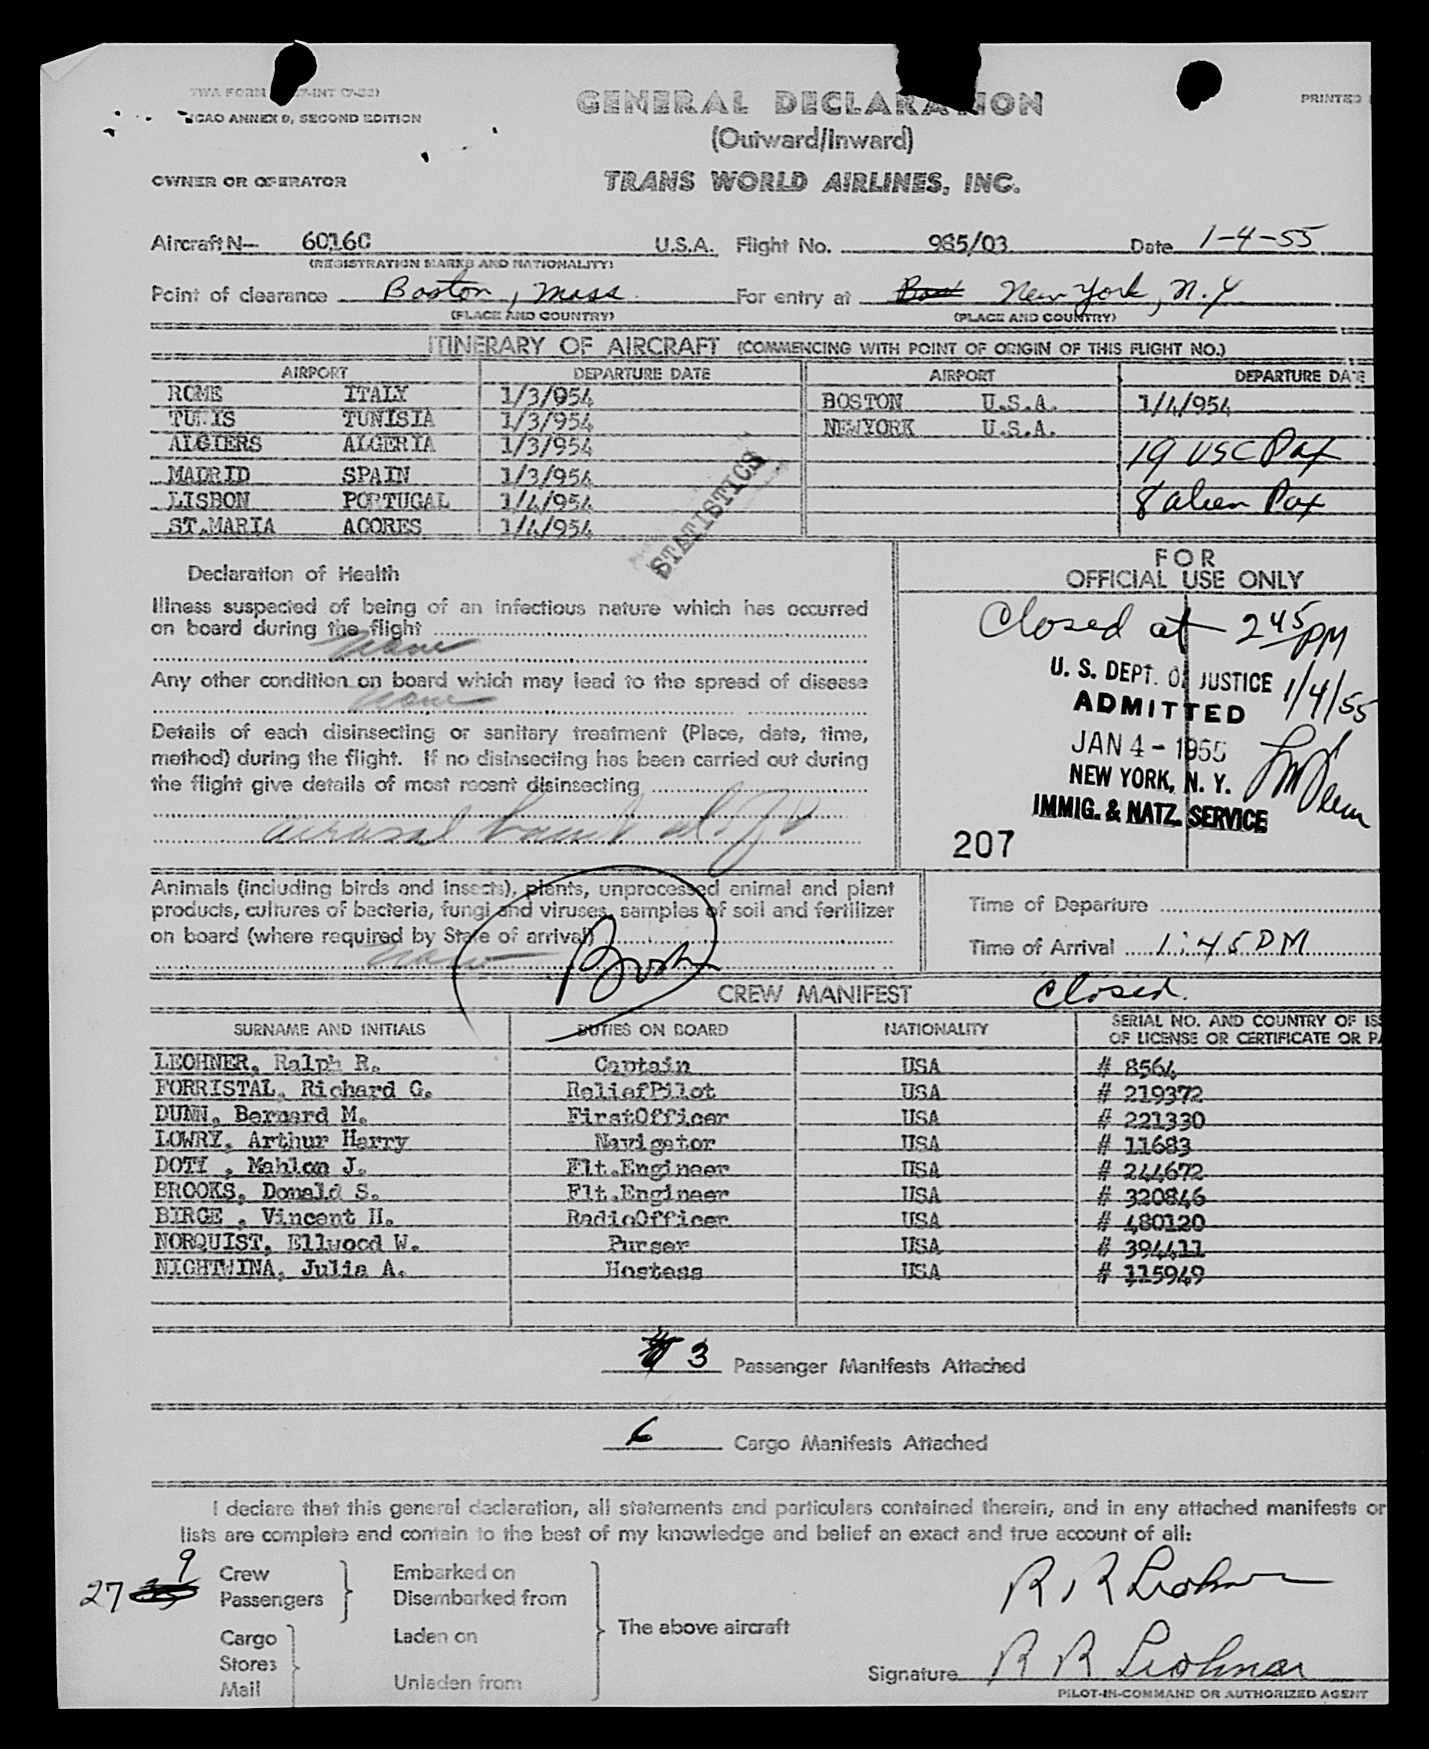 TWA FORM
ICAO ANNEX 9, SECOND EDITION
GENERAL DECLARATION
PRINTED
(Outward/Inward)
OWNER OR OPERATOR
TRANS WORLD AIRLINES, INC.
Aircraft N— 6016C U.S.A. Flight No. 985/03 Date 1-4-55
(REGISTRATION MARKS AND NATIONALITY)
Point of clearance Boston, Mass. For entry at New York, N.Y
(PLACE AND COUNTRY) (PLACE AND COUNTRY)
ITINERARY OF AIRCRAFT (COMMENCING WITH POINT OF ORIGIN OF THIS FLIGHT NO.)
AIRPORT DEPARTURE DATE AIRPORT DEPARTURE DATE
ROME ITALY 1/3/954 BOSTON U.S.A. 1/4/954
TUNIS TUNISIA 1/3/954 NEWYORK U.S.A.
ALGIERS ALGERIA 1/3/954 19 USC Pax
MADRID SPAIN 1/3/954
LISBON PORTUGAL 1/4/954 8 alien Pax
ST.MARIA ACORES 1/4/954
STATISTICS
Declaration of Health
FOR
OFFICIAL USE ONLY
Illness suspected of being of an infectious nature which has occurred
on board during the flight
None
Any other condition on board which may lead to the spread of disease
None
Details of each disinsecting or sanitary treatment (Place, date, time,
method) during the flight. If no disinsecting has been carried out during
the flight give details of most recent disinsecting
Closed at 2 45 PM
1/4/55
U. S. DEPT. OF JUSTICE
ADMITTED
JAN 4 - 1955
NEW YORK, N. Y.
IMMIG. & NATZ. SERVICE
207
Animals (including birds and insects), plants, unprocessed animal and plant
products, cultures of bacteria, fungi and viruses, samples of soil and fertilizer
on board (where required by State of arrival)
None
Time of Departure
Time of Arrival 1:45 PM
CREW MANIFEST Closed.
SURNAME AND INITIALS DUTIES ON BOARD NATIONALITY SERIAL NO. AND COUNTRY OF IS
OF LICENSE OR CERTIFICATE OR PA
LEOHNER, Ralph R. Captain USA # 8564
FORRISTAL, Richard G. ReliefPilot USA # 219372
DUNN, Bernard M. FirstOfficer USA # 221330
LOWRY, Arthur Harry Navigator USA # 11683
DOTY , Mahlon J. Flt.Engineer USA # 244672
BROOKS, Donald S. Flt.Engineer USA # 320846
BIRGE , Vincent H. RadioOfficer USA # 480120
NORQUIST, Ellwood W. Purser USA # 394411
NIGHTWINA, Julia A. Hostess USA # 115949
3 Passenger Manifests Attached
6 Cargo Manifests Attached
I declare that this general declaration, all statements and particulars contained therein, and in any attached manifests or
lists are complete and contain to the best of my knowledge and belief an exact and true account of all:
9 Crew
27 Passengers
Embarked on
Disembarked from
Cargo
Stores
Mail
Laden on
Unladen from
The above aircraft
R R Leohner
Signature R R Leohner
PILOT-IN-COMMAND OR AUTHORIZED AGENT